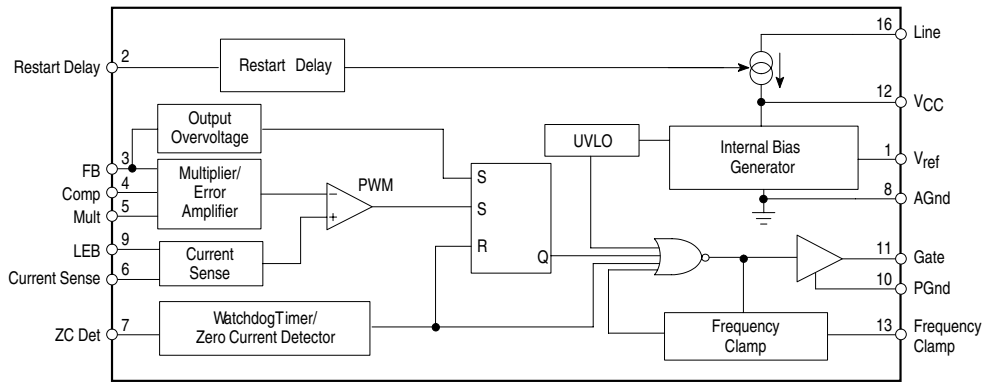 16
Line
2
Restart Delay
Restart Delay
12
VCC
Output
Overvoltage
UVLO
Internal Bias
Generator
1
Vref
3
FB
4
Comp
5
Mult
Multiplier/
Error
Amplifier
PWM
−
+
S
S
R
Q
8
AGnd
9
LEB
6
Current Sense
Current
Sense
11
Gate
10
PGnd
7
ZC Det
WatchdogTimer/
Zero Current Detector
Frequency
Clamp
13
Frequency
Clamp